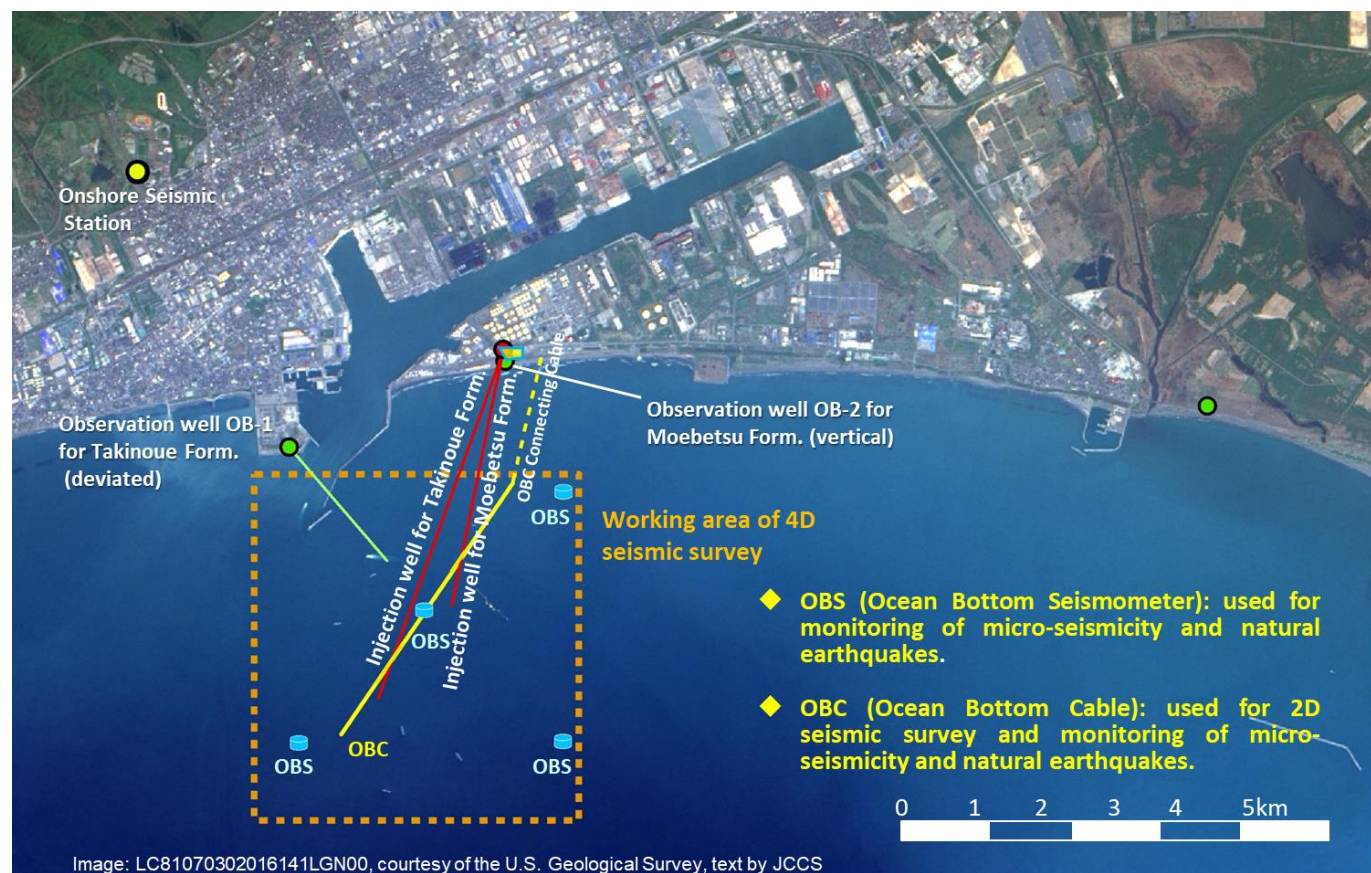 Onshore Seismic
Station
Observation well OB-1
for Takinoue Form.
(deviated)
Injection well for Takinoue Form.
Injection well for Moebetsu Form.
OBC Connecting Cable
Observation well OB-2 for
Moebetsu Form. (vertical)
OBS
Working area of 4D
seismic survey
OBS
OBC
OBS
OBS
◆ OBS (Ocean Bottom Seismometer): used for
monitoring of micro-seismicity and natural
earthquakes.
◆ OBC (Ocean Bottom Cable): used for 2D
seismic survey and monitoring of micro-
seismicity and natural earthquakes.
0 1 2 3 4 5km
Image: LC81070302016141LGN00, courtesy of the U.S. Geological Survey, text by JCCS